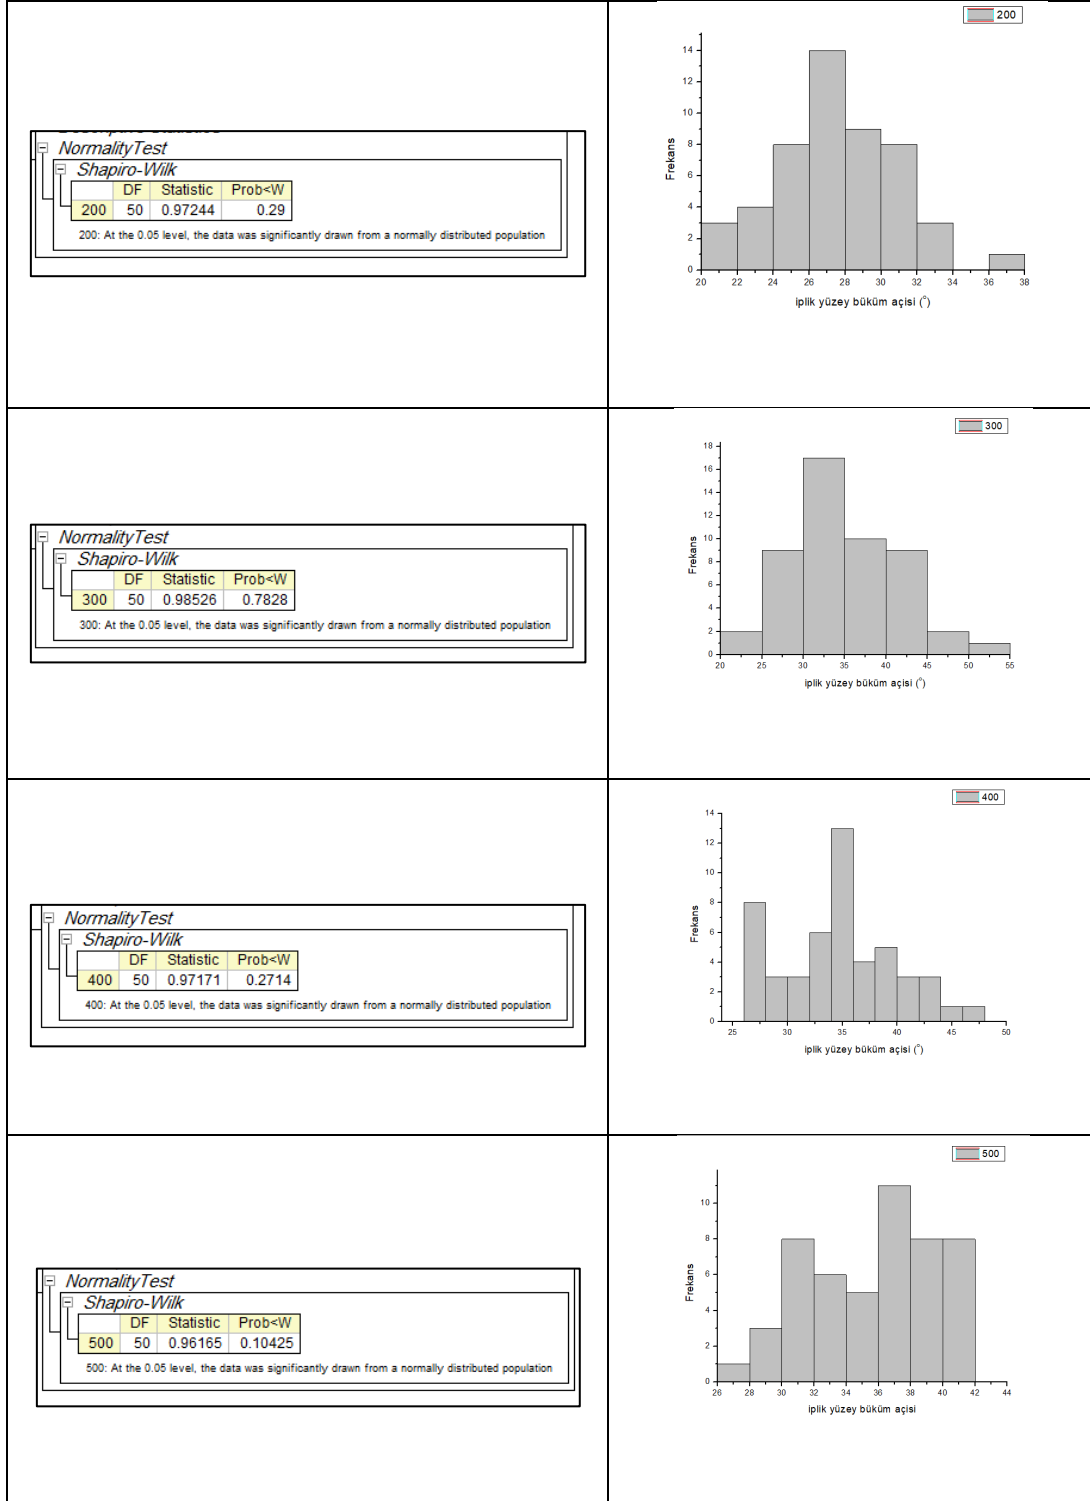 NormalityTest
Shapiro-Wilk
DF Statistic Prob<W
200 50 0.97244 0.29
200: At the 0.05 level, the data was significantly drawn from a normally distributed population
200
14
12
10
8
6
4
2
0
Frekans
20 22 24 26 28 30 32 34 36 38
iplik yüzey büküm açisi (°)
NormalityTest
Shapiro-Wilk
DF Statistic Prob<W
300 50 0.98526 0.7828
300: At the 0.05 level, the data was significantly drawn from a normally distributed population
300
18
16
14
12
10
8
6
4
2
0
Frekans
20 25 30 35 40 45 50 55
iplik yüzey büküm açisi (°)
NormalityTest
Shapiro-Wilk
DF Statistic Prob<W
400 50 0.97171 0.2714
400: At the 0.05 level, the data was significantly drawn from a normally distributed population
400
14
12
10
8
6
4
2
0
Frekans
25 30 35 40 45 50
iplik yüzey büküm açisi (°)
NormalityTest
Shapiro-Wilk
DF Statistic Prob<W
500 50 0.96165 0.10425
500: At the 0.05 level, the data was significantly drawn from a normally distributed population
500
10
8
6
4
2
0
Frekans
26 28 30 32 34 36 38 40 42 44
iplik yüzey büküm açisi